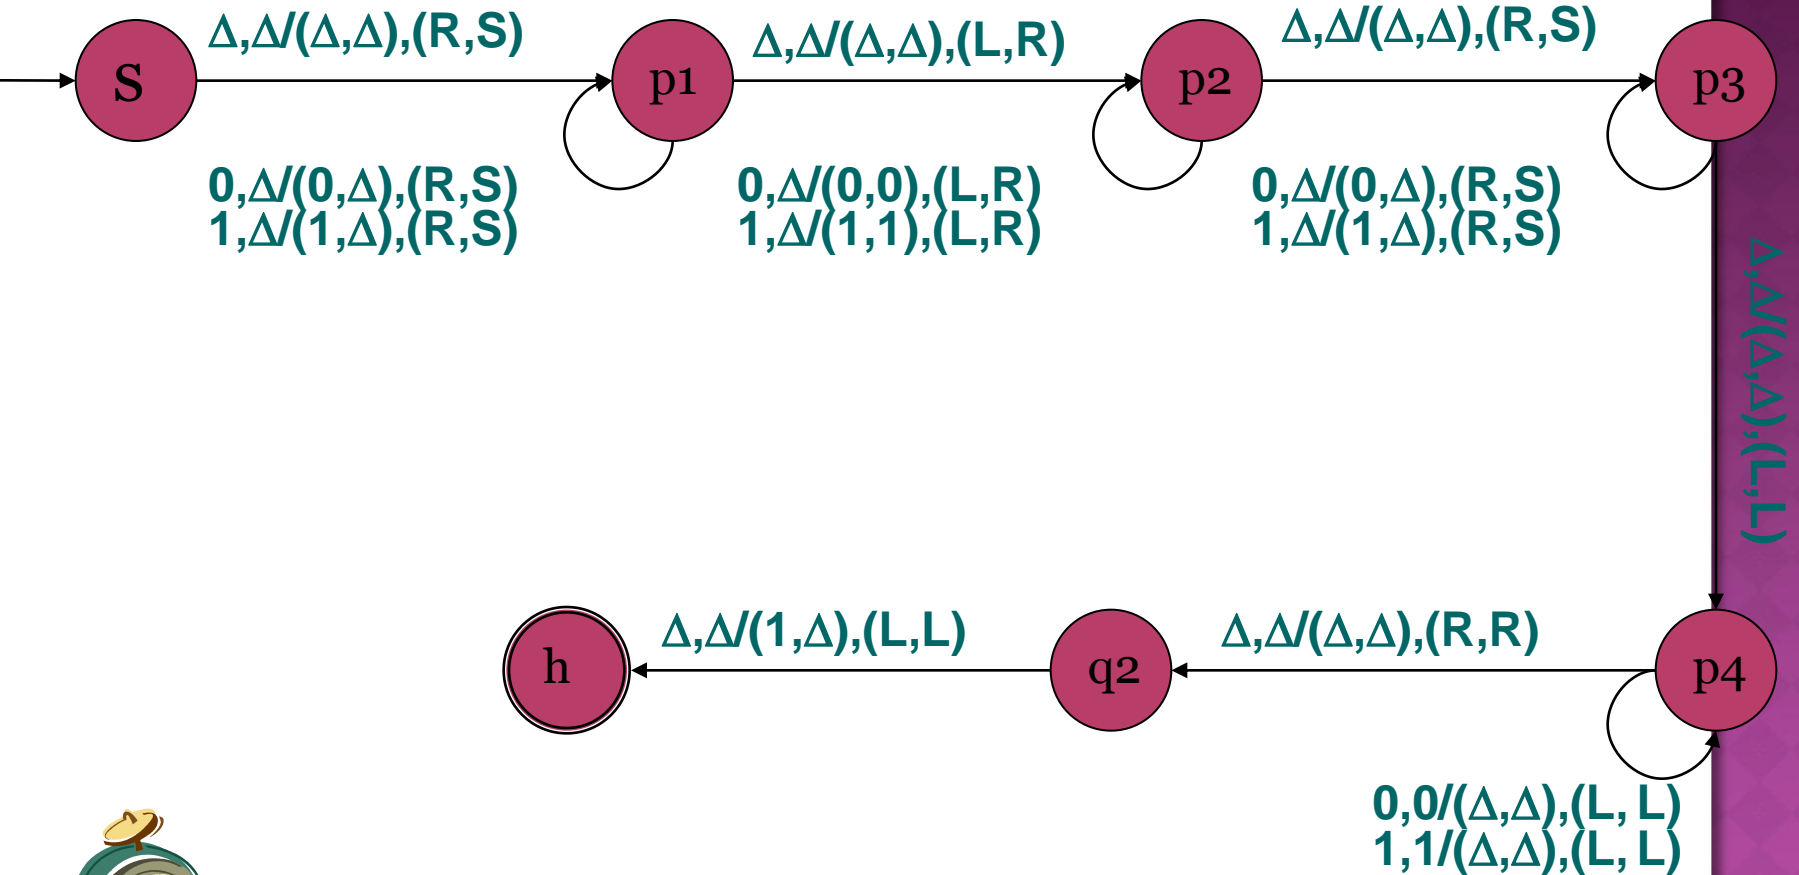 S
Δ,Δ/(Δ,Δ),(R,S)
p1
Δ,Δ/(Δ,Δ),(L,R)
p2
Δ,Δ/(Δ,Δ),(R,S)
p3
0,Δ/(0,Δ),(R,S)
1,Δ/(1,Δ),(R,S)
0,Δ/(0,0),(L,R)
1,Δ/(1,1),(L,R)
0,Δ/(0,Δ),(R,S)
1,Δ/(1,Δ),(R,S)
Δ,Δ/(Δ,Δ),(L,L)
h
Δ,Δ/(1,Δ),(L,L)
q2
Δ,Δ/(Δ,Δ),(R,R)
p4
0,0/(Δ,Δ),(L, L)
1,1/(Δ,Δ),(L, L)